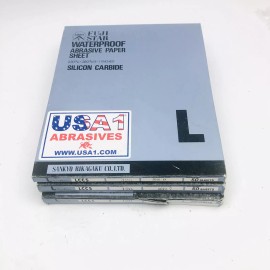 FUJI
STAR
WATERPROOF
ABRASIVE PAPER
SHEET
SILICON CARBIDE
L
USA1
ABRASIVES
WWW.USA1.COM
SANKYO RIKAGAKU CO., LTD.